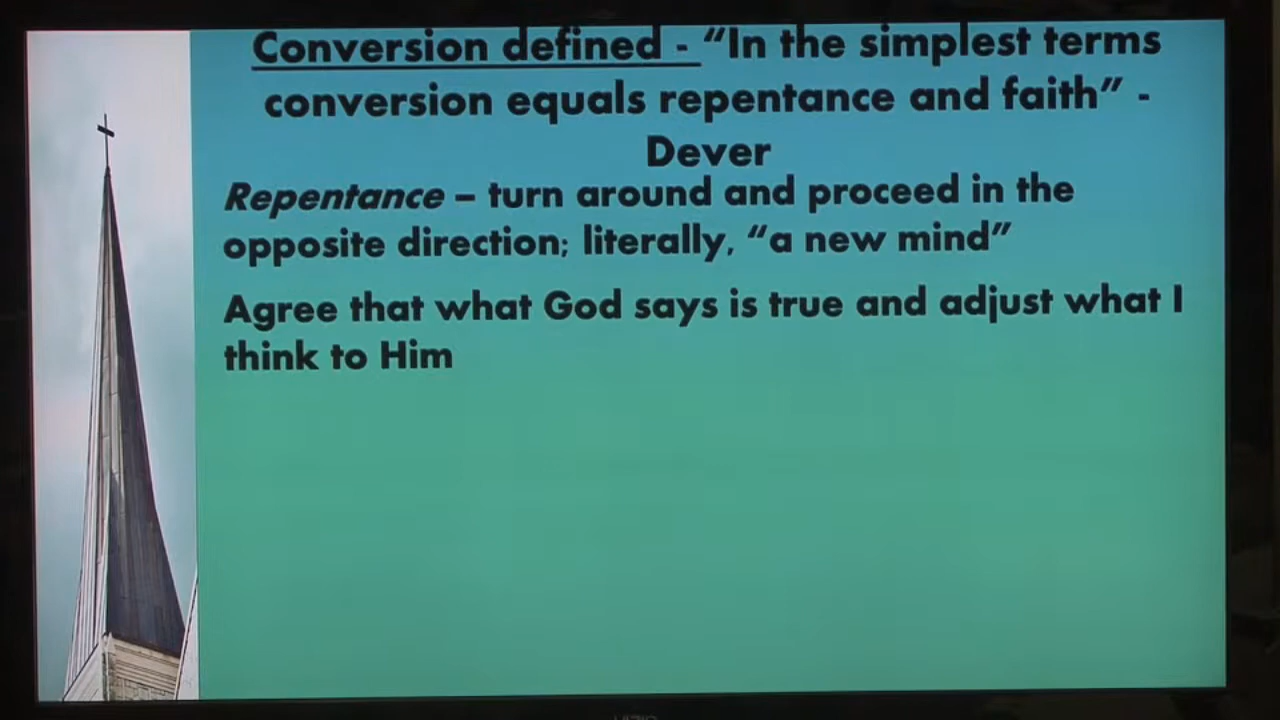 Conversion defined - “In the simplest terms
conversion equals repentance and faith” -
Dever
Repentance – turn around and proceed in the
opposite direction; literally, “a new mind”
Agree that what God says is true and adjust what I
think to Him